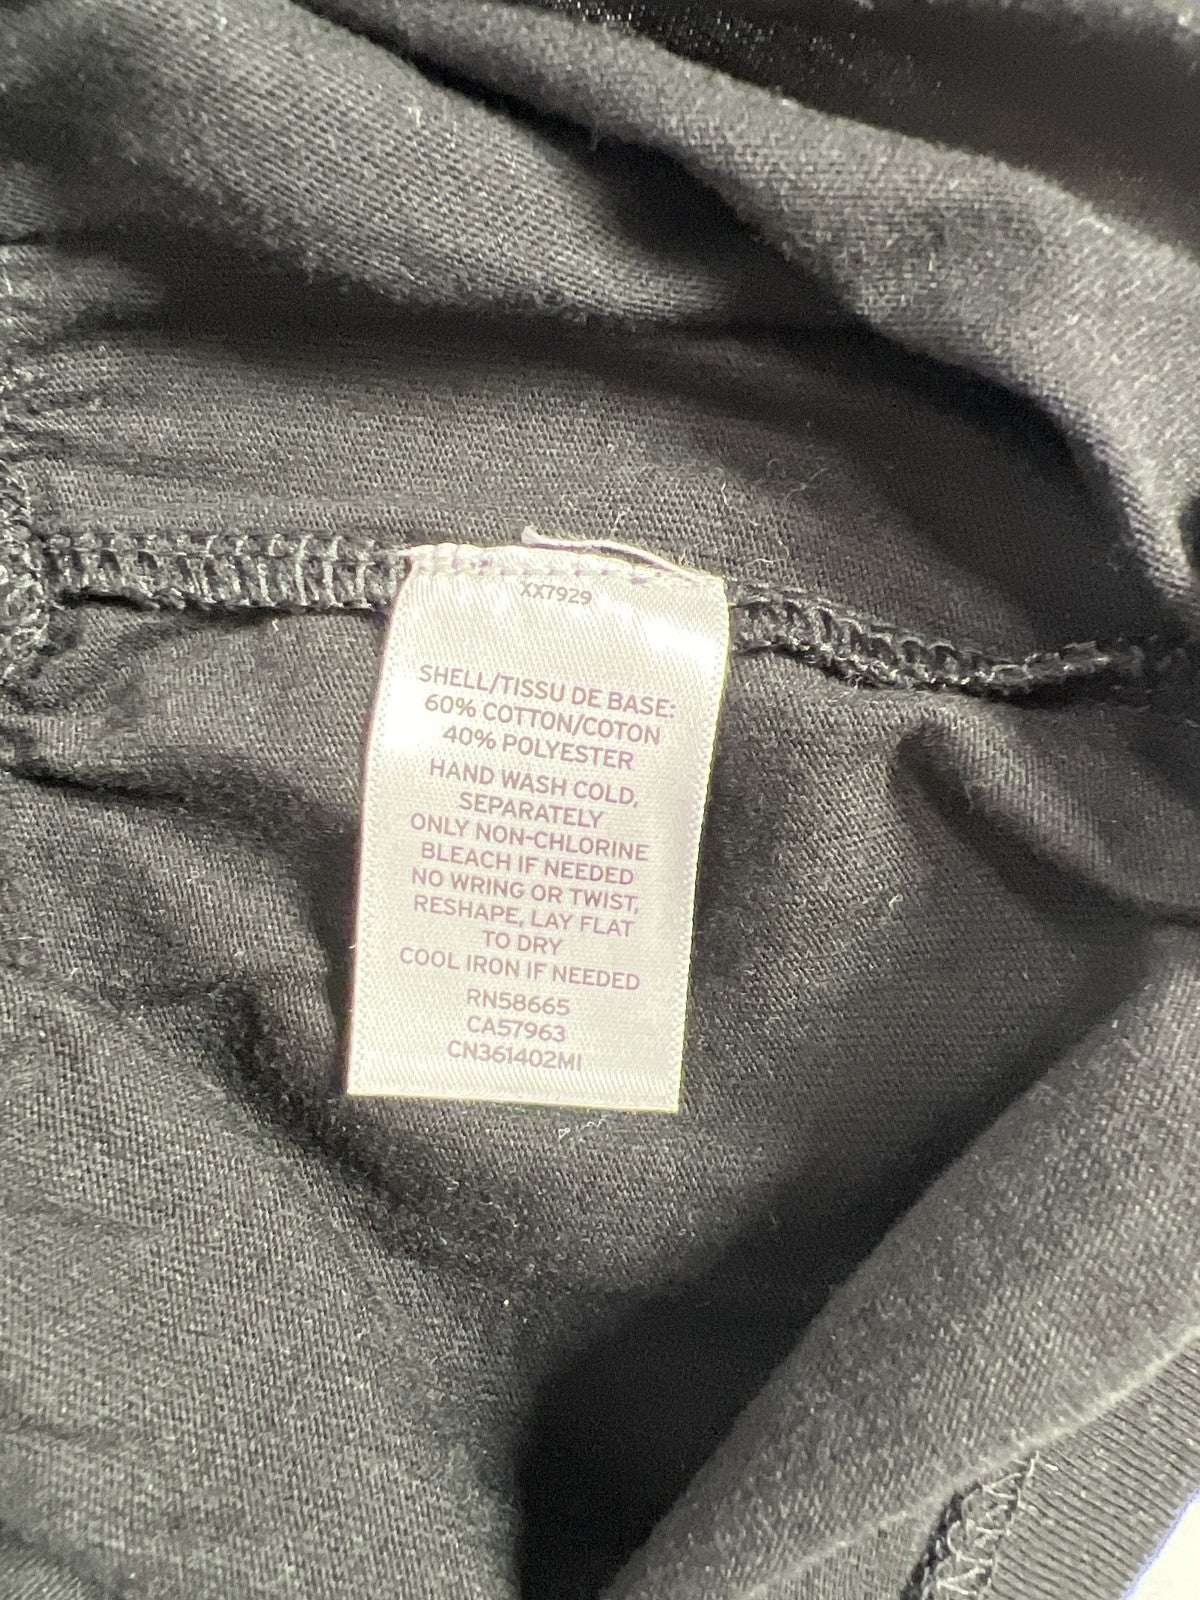 XX7929
SHELL/TISSU DE BASE:
60% COTTON/COTON
40% POLYESTER
HAND WASH COLD,
SEPARATELY
ONLY NON-CHLORINE
BLEACH IF NEEDED
NO WRING OR TWIST,
RESHAPE, LAY FLAT
TO DRY
COOL IRON IF NEEDED
RN58665
CA57963
CN361402MI